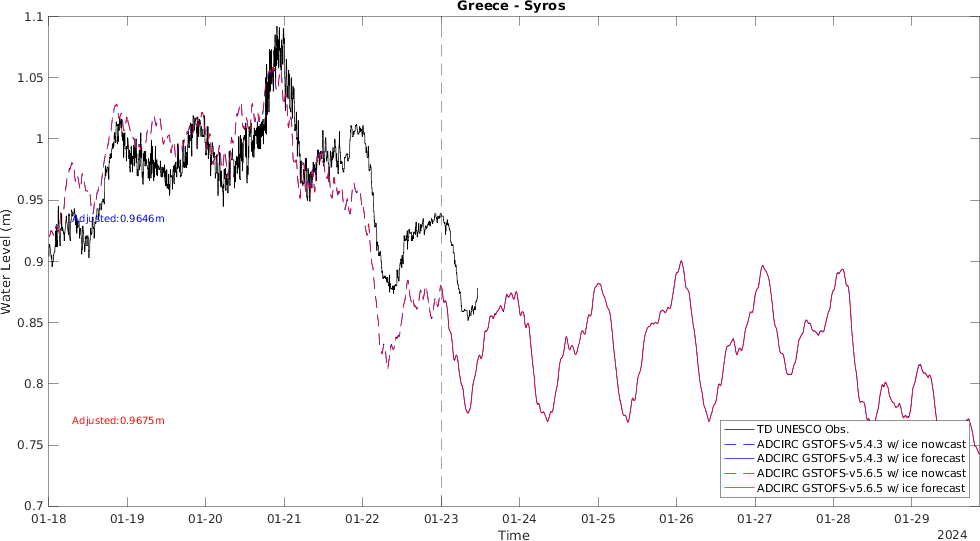 Greece - Syros
1.1
1.05
1
0.95
0.9
0.85
0.8
0.75
0.7
Water Level (m)
Adjusted:0.9646m
Adjusted:0.9675m
TD UNESCO Obs.
ADCIRC GSTOFS-v5.4.3 w/ ice nowcast
ADCIRC GSTOFS-v5.4.3 w/ ice forecast
ADCIRC GSTOFS-v5.6.5 w/ ice nowcast
ADCIRC GSTOFS-v5.6.5 w/ ice forecast
01-18 01-19 01-20 01-21 01-22 01-23 01-24 01-25 01-26 01-27 01-28 01-29
Time
2024